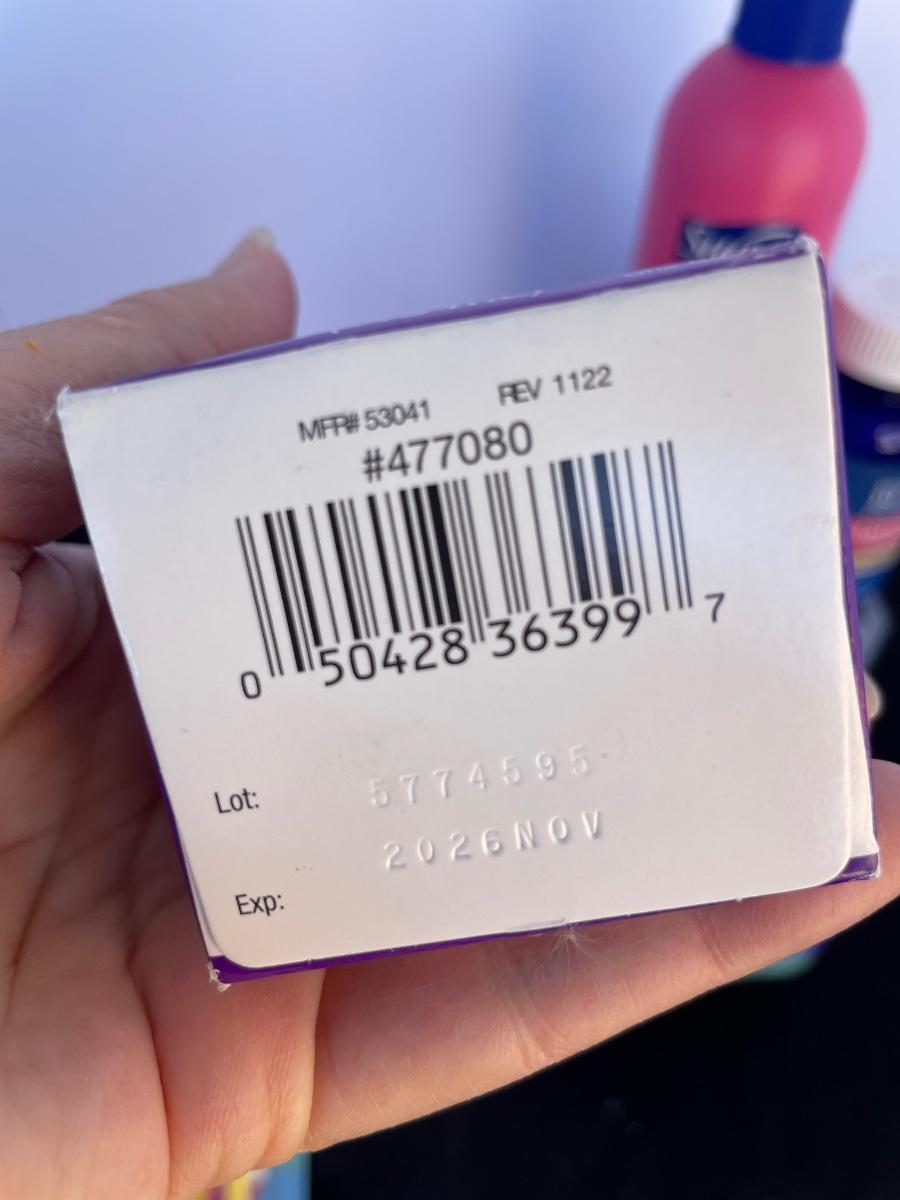 MFR# 53041 REV 1122
#477080
0 50428 36399 7
Lot: 5774595
2026NOV
Exp: